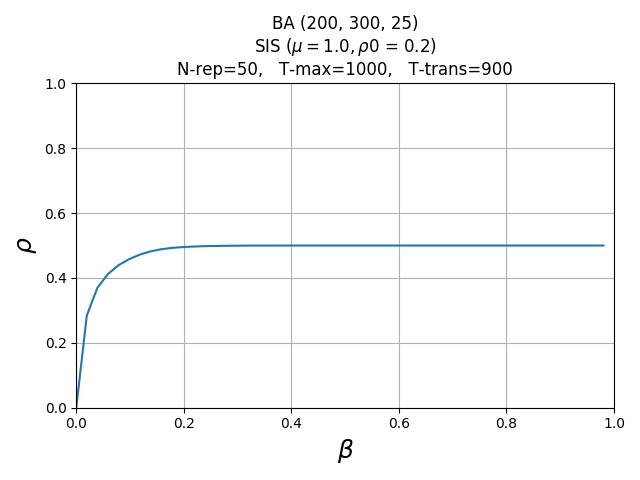 BA (200, 300, 25)
SIS (μ = 1.0, ρ0 = 0.2)
N-rep=50, T-max=1000, T-trans=900
1.0
0.8
0.6
0.4
0.2
0.0
ρ
0.0 0.2 0.4 0.6 0.8 1.0
β